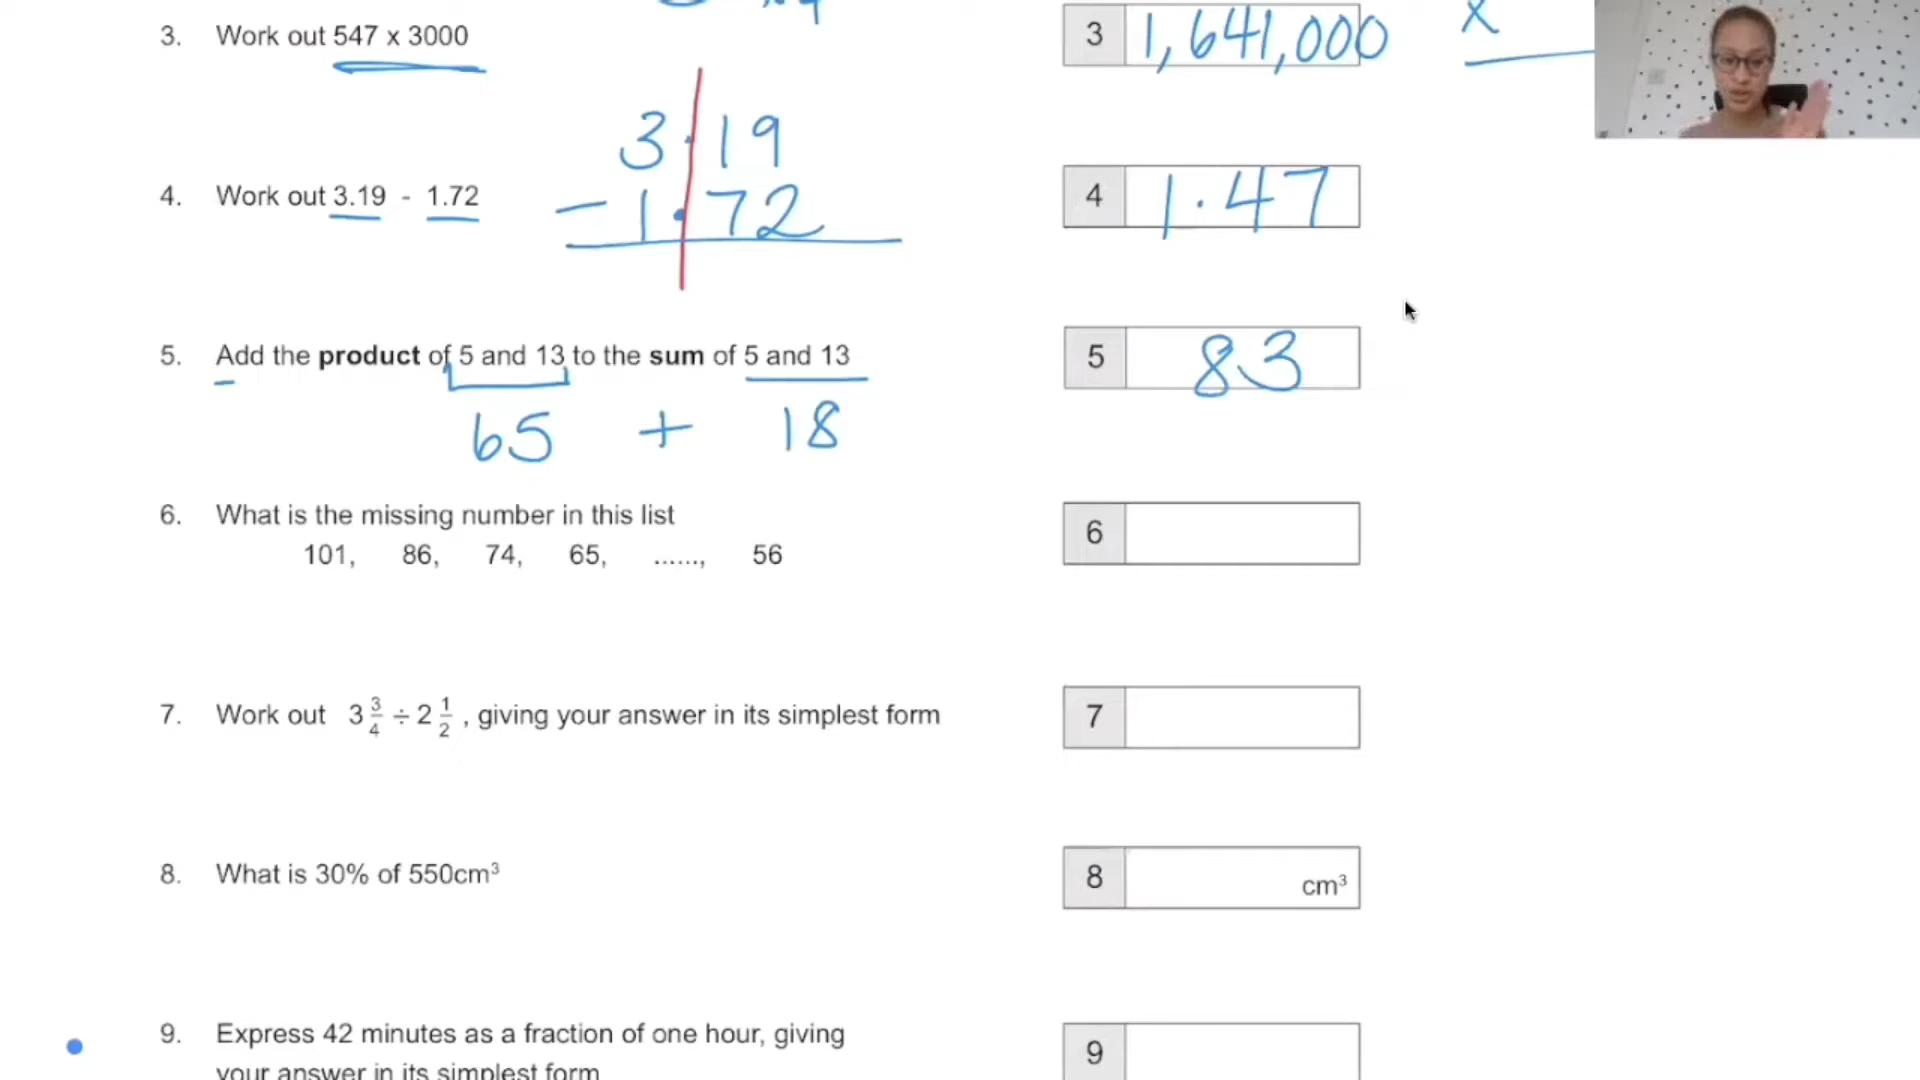 3. Work out 547 x 3000
3 1,641,000
x
3.19
4. Work out 3.19 - 1.72
- 1.72
4 1.47
5. Add the product of 5 and 13 to the sum of 5 and 13
5 83
65 + 18
6. What is the missing number in this list
6
101, 86, 74, 65, ......, 56
7. Work out 3 3/4 ÷ 2 1/2 , giving your answer in its simplest form
7
8. What is 30% of 550cm³
8 cm³
9. Express 42 minutes as a fraction of one hour, giving
9
your answer in its simplest form